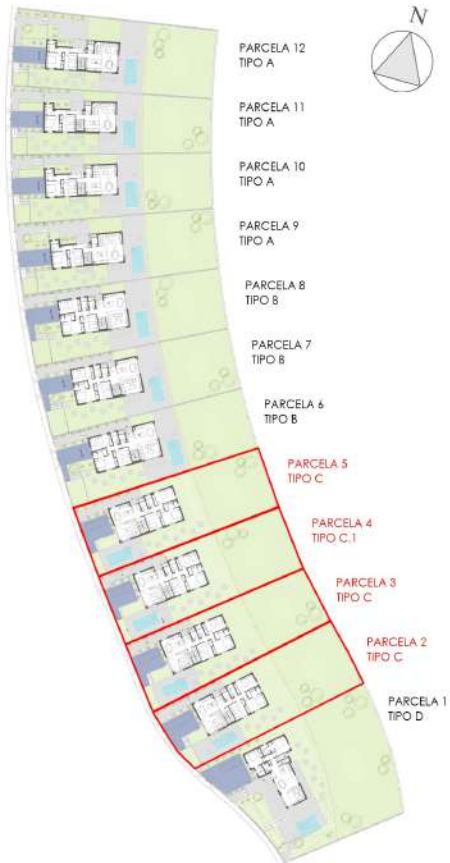 N
PARCELA 12
TIPO A
PARCELA 11
TIPO A
PARCELA 10
TIPO A
PARCELA 9
TIPO A
PARCELA 8
TIPO B
PARCELA 7
TIPO B
PARCELA 6
TIPO B
PARCELA 5
TIPO C
PARCELA 4
TIPO C.1
PARCELA 3
TIPO C
PARCELA 2
TIPO C
PARCELA 1
TIPO D